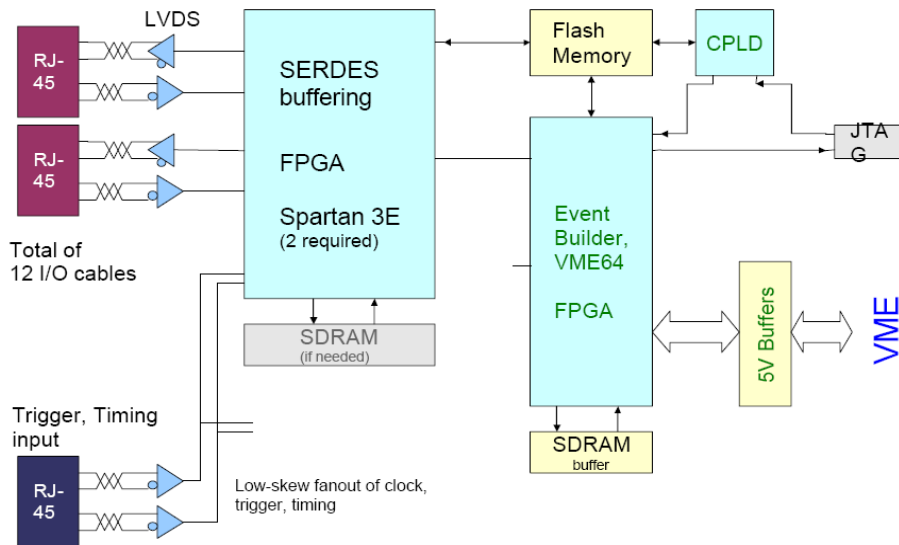 LVDS
RJ-
45
RJ-
45
SERDES
buffering
FPGA
Spartan 3E
(2 required)
Flash
Memory
CPLD
JTA
G
Total of
12 I/O cables
Event
Builder,
VME64
FPGA
5V Buffers
VME
SDRAM
(if needed)
SDRAM
buffer
Trigger, Timing
input
RJ-
45
Low-skew fanout of clock,
trigger, timing